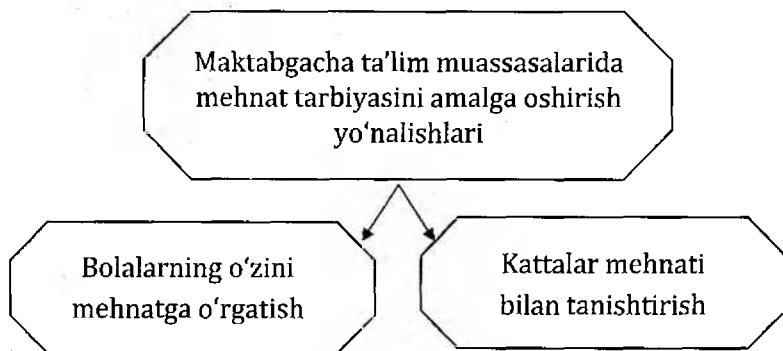 Maktabgacha ta’lim muassasalarida
mehnat tarbiyasini amalga oshirish
yo‘nalishlari
Bolalarning o‘zini
mehnatga o‘rgatish
Kattalar mehnati
bilan tanishtirish